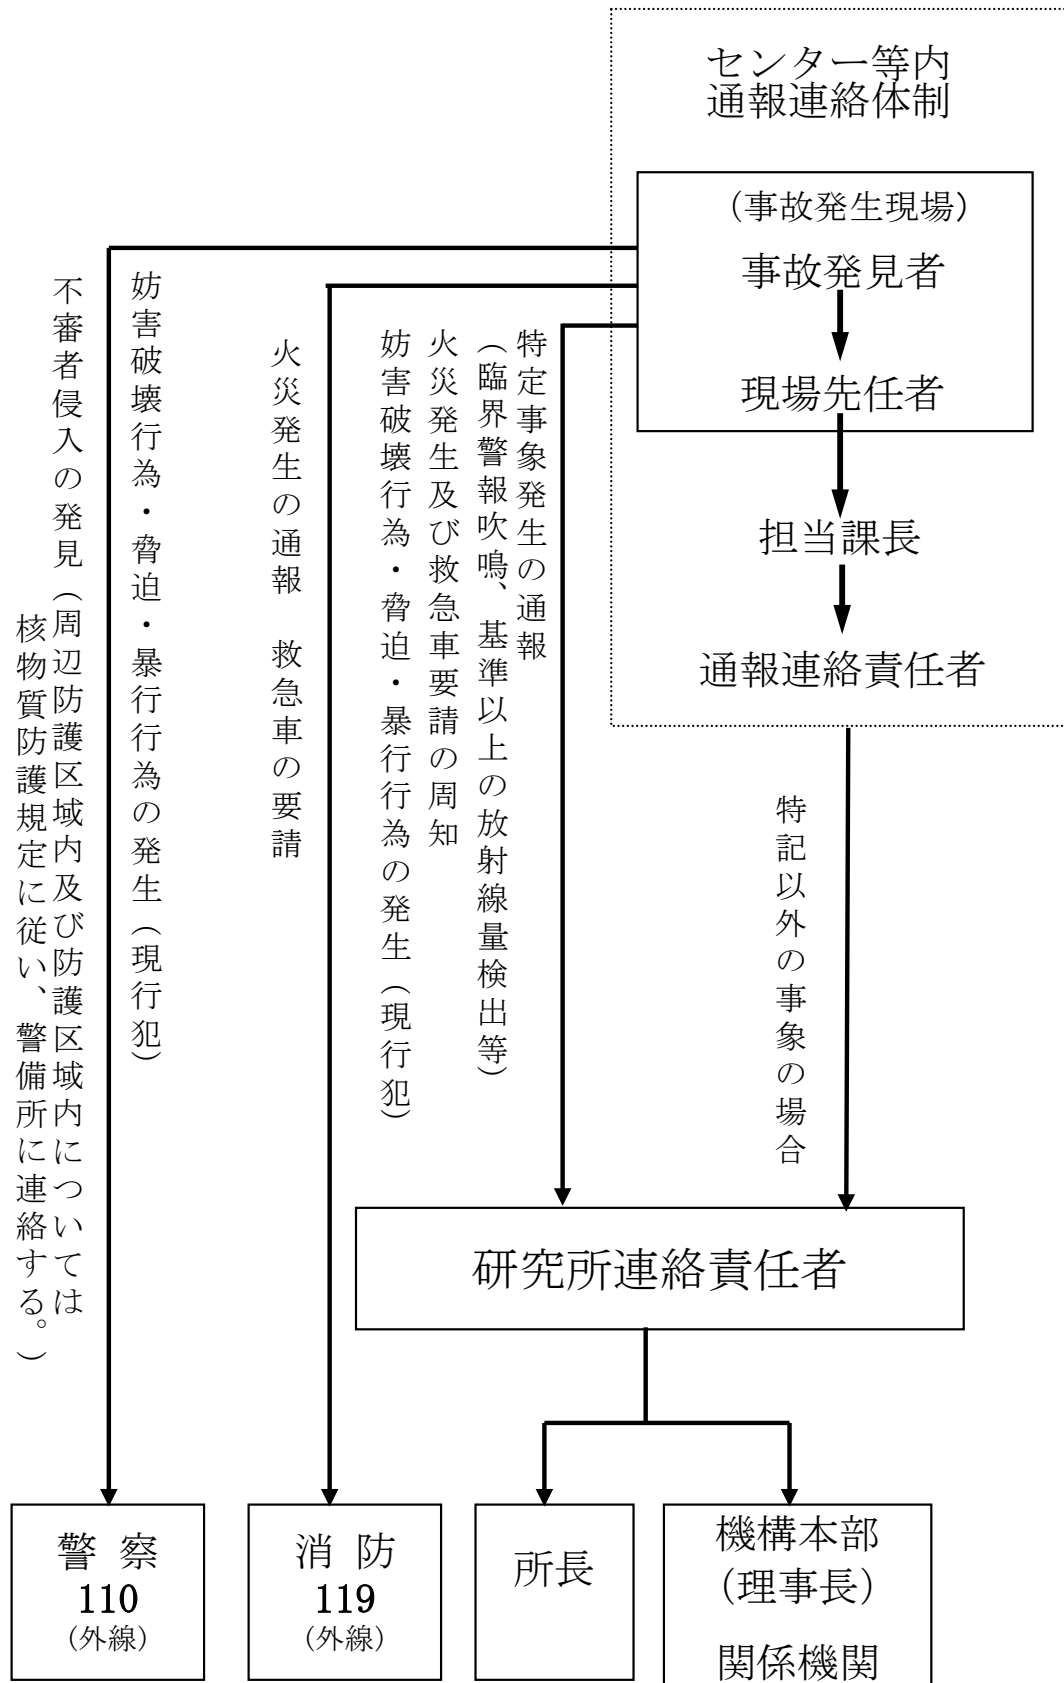 センター等内
通報連絡体制
（事故発生現場）
事故発見者
現場先任者
担当課長
通報連絡責任者
特記以外の事象の場合
特定事象発生の通報
（臨界警報吹鳴、基準以上の放射線量検出等）
火災発生及び救急車要請の周知
妨害破壊行為・脅迫・暴行行為の発生（現行犯）
火災発生の通報　救急車の要請
妨害破壊行為・脅迫・暴行行為の発生（現行犯）
不審者侵入の発見（周辺防護区域内及び防護区域内については
核物質防護規定に従い、警備所に連絡する。）
研究所連絡責任者
警 察
110
（外線）
消 防
119
（外線）
所長
機構本部
（理事長）
関係機関